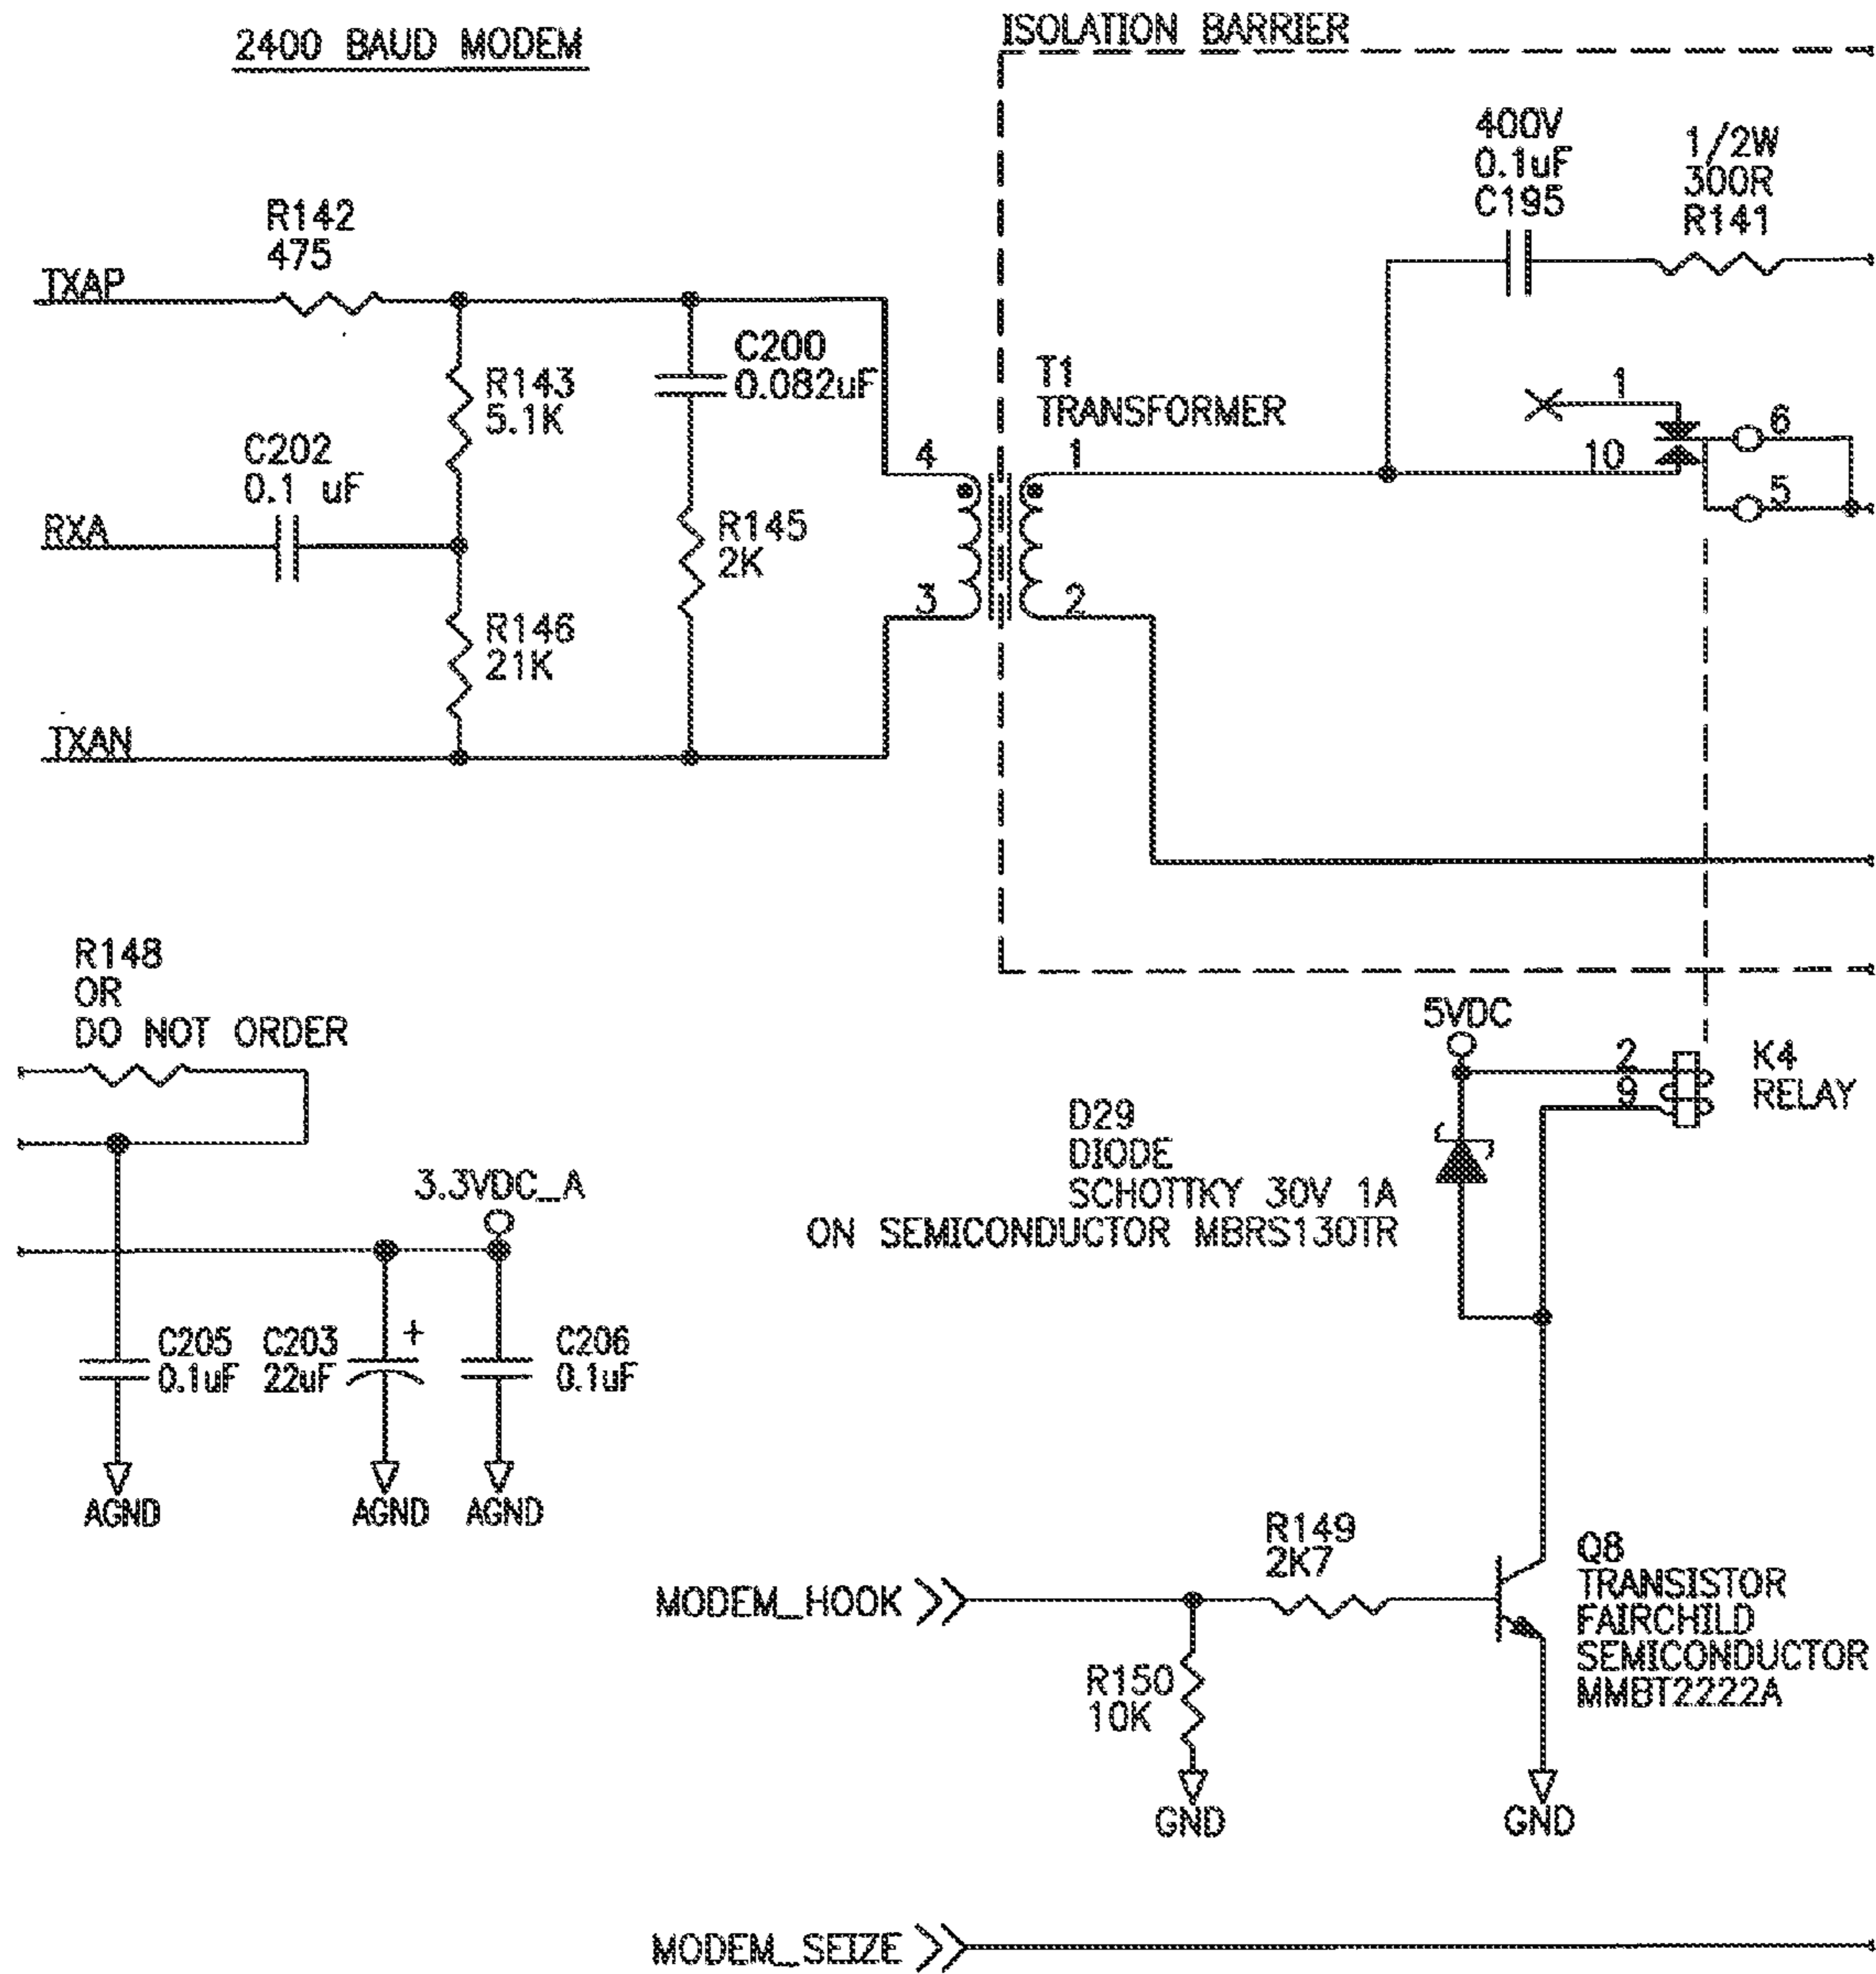 2400 BAUD MODEM
ISOLATION BARRIER
400V
0.1uF
C195
1/2W
300R
R141
R142
475
TXAP
R143
5.1K
C200
0.082uF
T1
TRANSFORMER
C202
0.1 uF
RXA
R145
2K
R146
21K
TXAN
4
3
1
2
1
10
6
5
R148
OR
DO NOT ORDER
3.3VDC_A
C205
0.1uF
C203
22uF
+
C206
0.1uF
AGND
AGND
AGND
5VDC
2
9
K4
RELAY
D29
DIODE
SCHOTTKY 30V 1A
ON SEMICONDUCTOR MBRS130TR
MODEM_HOOK
R149
2K7
R150
10K
GND
Q8
TRANSISTOR
FAIRCHILD
SEMICONDUCTOR
MMBT2222A
GND
MODEM_SEIZE